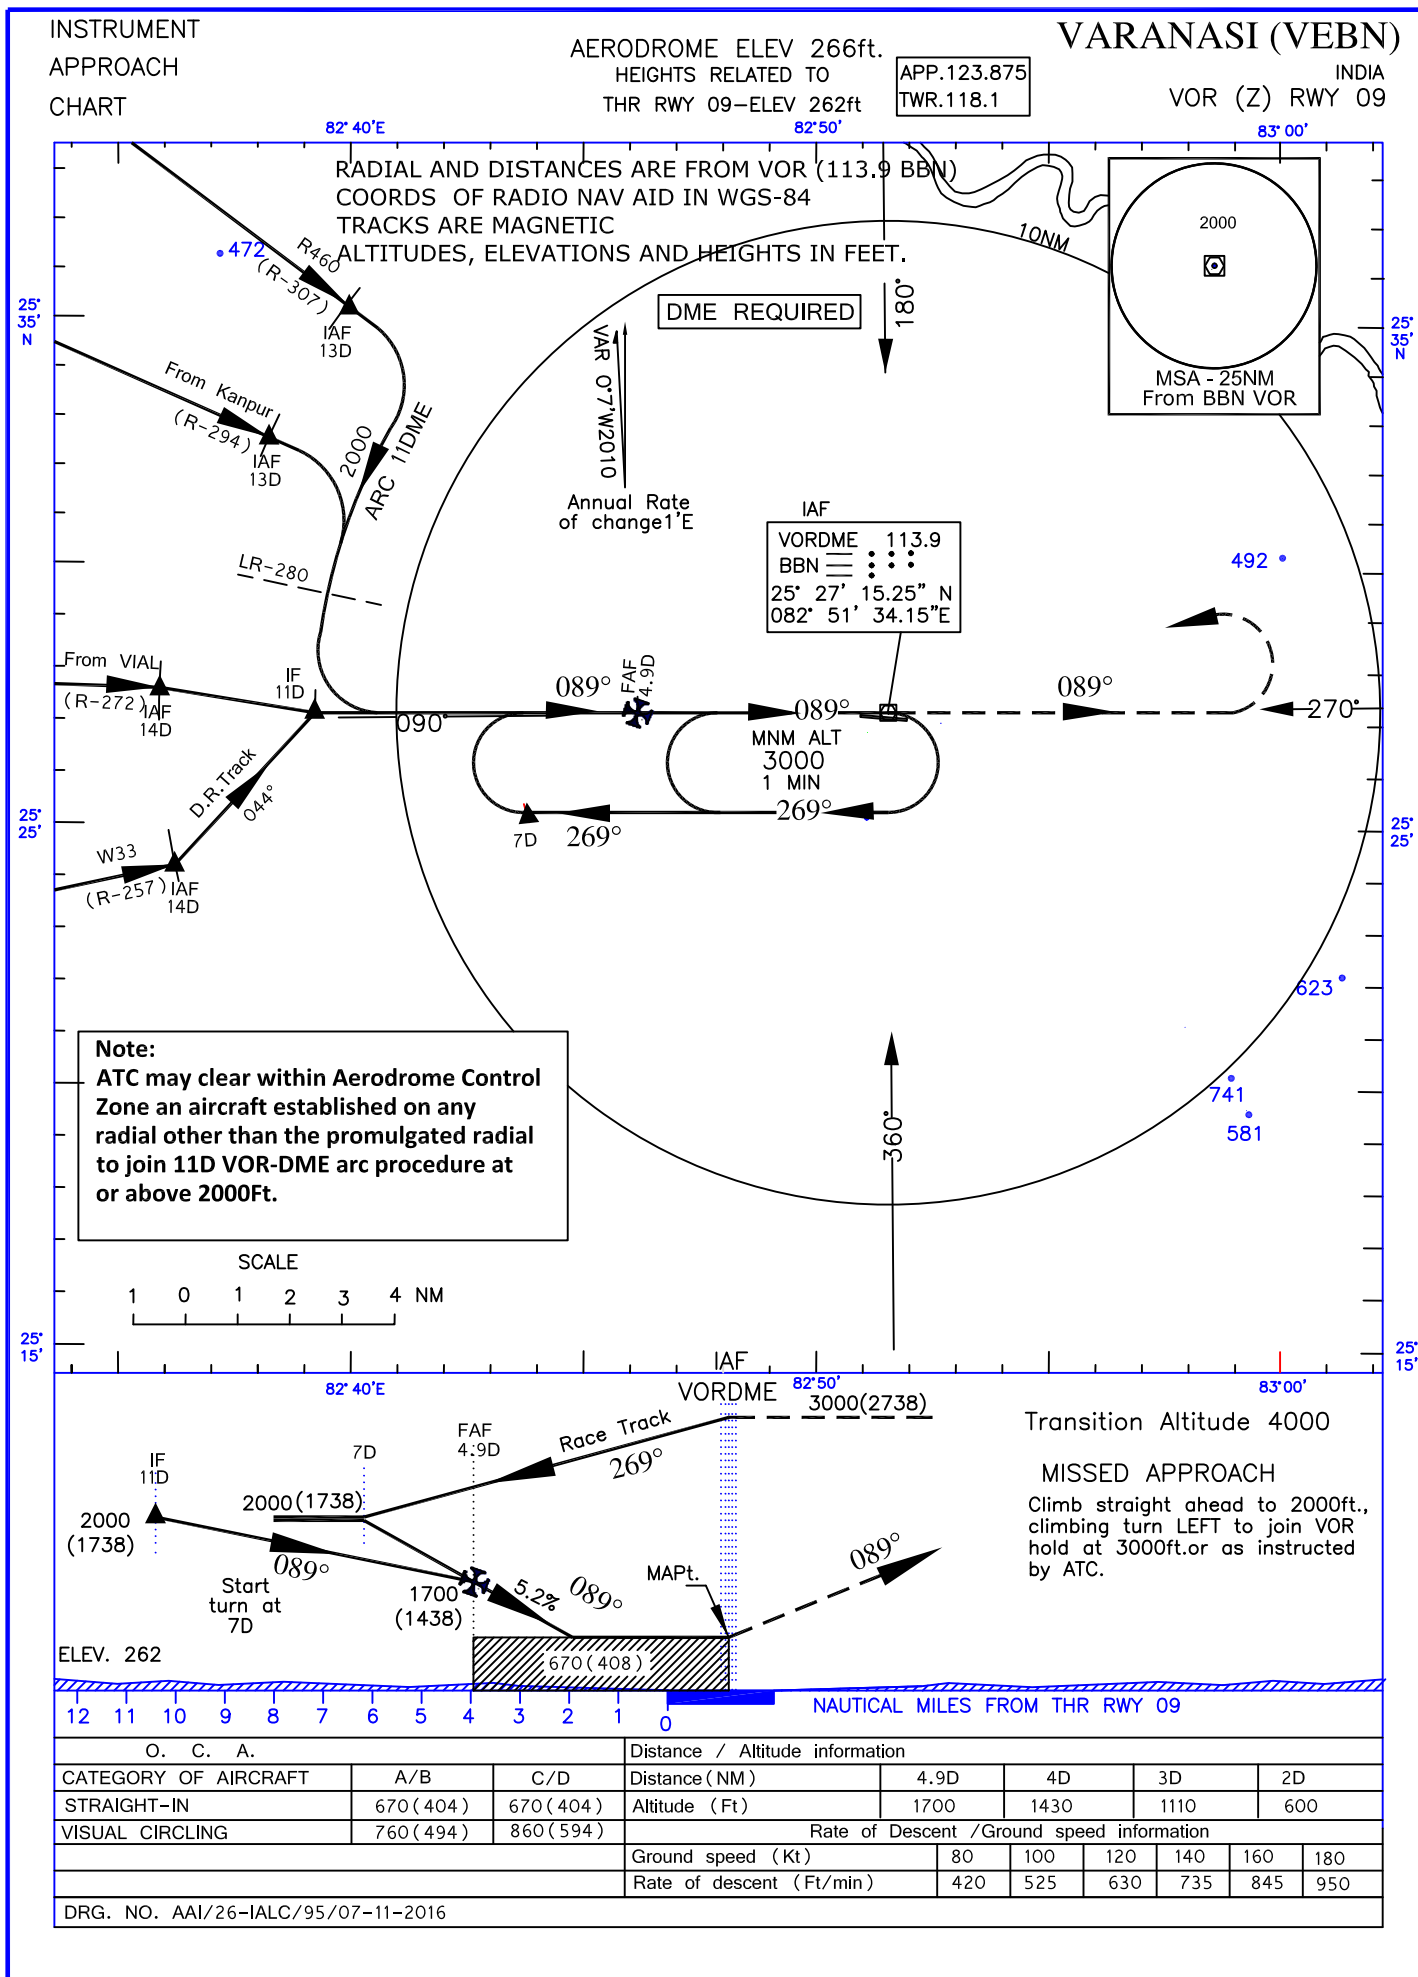 INSTRUMENT
APPROACH
CHART
AERODROME ELEV 266ft.
HEIGHTS RELATED TO
THR RWY 09-ELEV 262ft
APP.123.875
TWR.118.1
VARANASI (VEBN)
INDIA
VOR (Z) RWY 09
82°40'E
82°50'
83°00'
RADIAL AND DISTANCES ARE FROM VOR (113.9 BBN)
COORDS OF RADIO NAV AID IN WGS-84
TRACKS ARE MAGNETIC
ALTITUDES, ELEVATIONS AND HEIGHTS IN FEET.
472
R460
(R-307)
IAF
13D
10NM
2000
MSA - 25NM
From BBN VOR
DME REQUIRED
180°
25°
35'
N
25°
35'
N
VAR 0°7'W2010
Annual Rate
of change1'E
From Kanpur
(R-294)
IAF
13D
2000
ARC 11DME
LR-280
IAF
VORDME 113.9
BBN
25° 27' 15.25" N
082° 51' 34.15"E
492
From VIAL
(R-272)
IAF
14D
IF
11D
089°
FAF
4.9D
089°
089°
090°
270°
MNM ALT
3000
1 MIN
269°
269°
7D
D.R.Track
044°
25°
25'
25°
25'
W33
(R-257)
IAF
14D
623
741
581
360°
Note:
ATC may clear within Aerodrome Control
Zone an aircraft established on any
radial other than the promulgated radial
to join 11D VOR-DME arc procedure at
or above 2000Ft.
SCALE
1 0 1 2 3 4 NM
25°
15'
25°
15'
82°40'E
82°50'
83°00'
IAF
VORDME
3000(2738)
Race Track
269°
FAF
4.9D
7D
IF
11D
2000
(1738)
2000(1738)
089°
Start
turn at
7D
1700
(1438)
5.2%
089°
MAPt.
089°
670(408)
ELEV. 262
Transition Altitude 4000
MISSED APPROACH
Climb straight ahead to 2000ft.,
climbing turn LEFT to join VOR
hold at 3000ft.or as instructed
by ATC.
12 11 10 9 8 7 6 5 4 3 2 1 0
NAUTICAL MILES FROM THR RWY 09
O. C. A.
CATEGORY OF AIRCRAFT A/B C/D
STRAIGHT-IN 670(404) 670(404)
VISUAL CIRCLING 760(494) 860(594)
Distance / Altitude information
Distance(NM) 4.9D 4D 3D 2D
Altitude (Ft) 1700 1430 1110 600
Rate of Descent /Ground speed information
Ground speed (Kt) 80 100 120 140 160 180
Rate of descent (Ft/min) 420 525 630 735 845 950
DRG. NO. AAI/26-IALC/95/07-11-2016